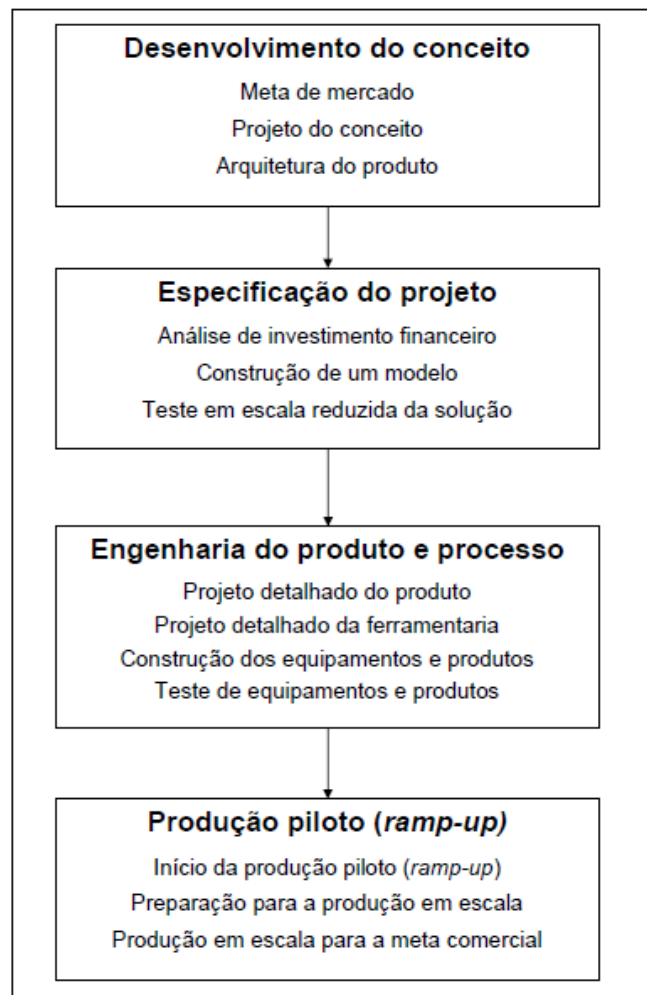 Desenvolvimento do conceito
Meta de mercado
Projeto do conceito
Arquitetura do produto
Especificação do projeto
Análise de investimento financeiro
Construção de um modelo
Teste em escala reduzida da solução
Engenharia do produto e processo
Projeto detalhado do produto
Projeto detalhado da ferramentaria
Construção dos equipamentos e produtos
Teste de equipamentos e produtos
Produção piloto (ramp-up)
Início da produção piloto (ramp-up)
Preparação para a produção em escala
Produção em escala para a meta comercial